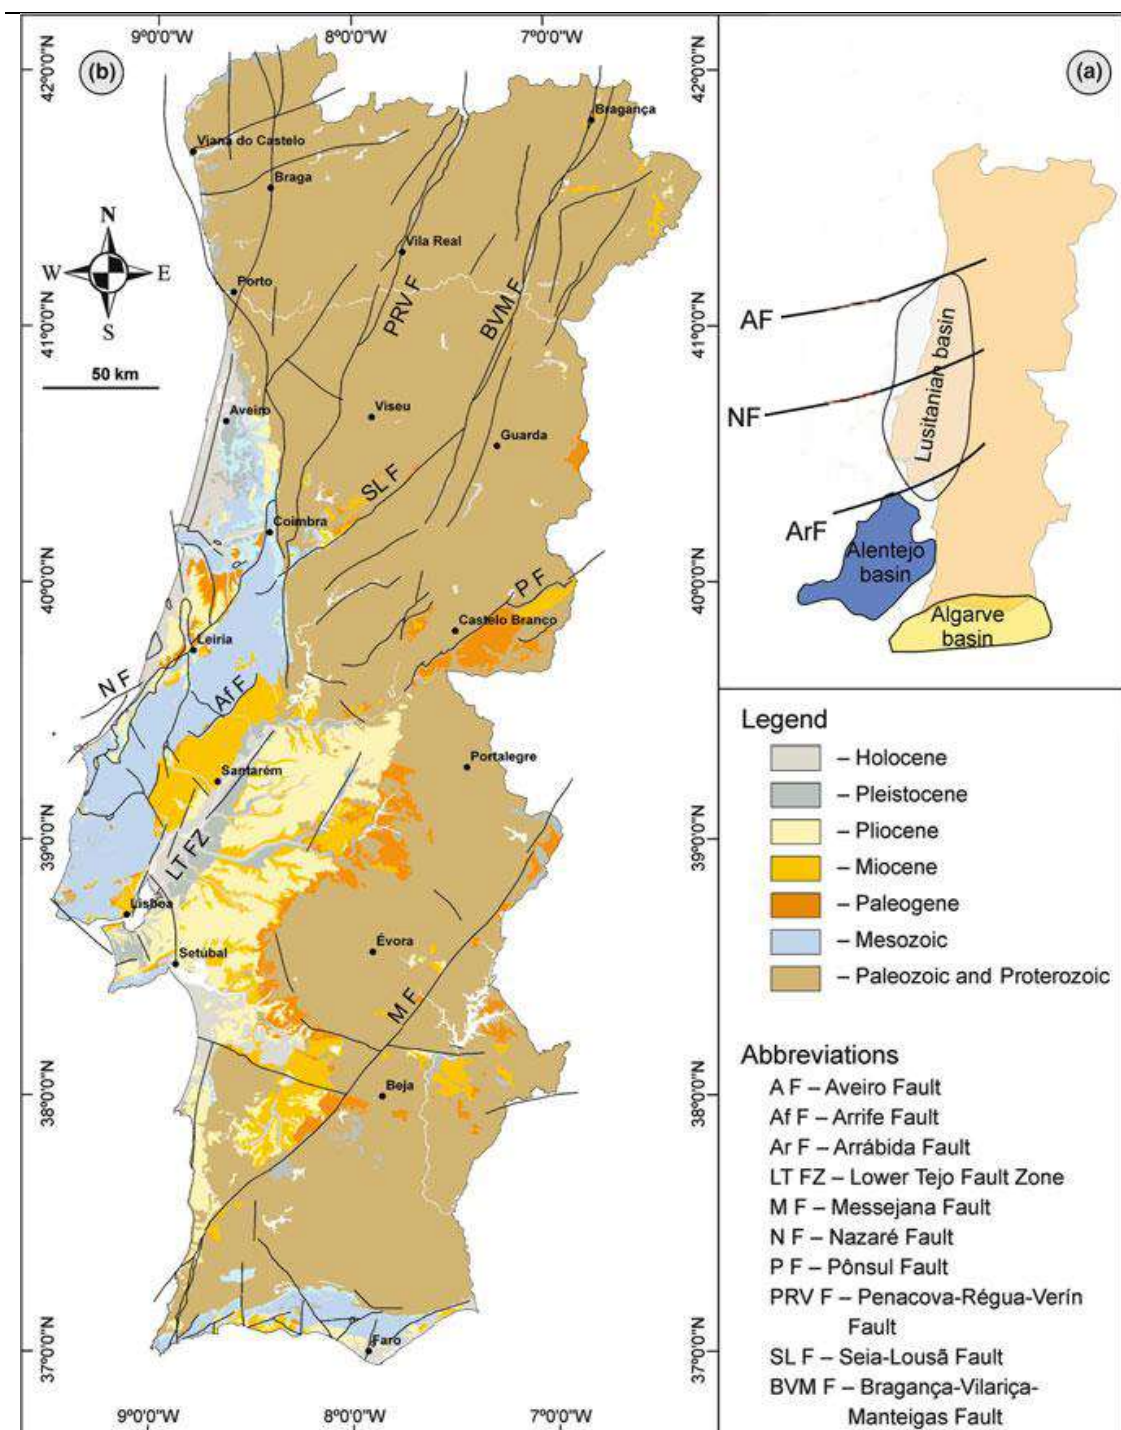 9°0'0"W
8°0'0"W
7°0'0"W
42°0'0"N
(b)
Bragança
Viana do Castelo
Braga
N
W
E
S
Vila Real
Porto
PRV F
BVM F
41°0'0"N
50 km
Aveiro
Viseu
Guarda
SL F
Coimbra
40°0'0"N
P F
Castelo Branco
Leiria
N F
Af F
Santarém
Portalegre
39°0'0"N
LT FZ
Lisboa
Évora
Setúbal
M F
Beja
38°0'0"N
Faro
37°0'0"N
9°0'0"W
8°0'0"W
7°0'0"W
42°0'0"N
41°0'0"N
40°0'0"N
39°0'0"N
38°0'0"N
37°0'0"N
(a)
AF
Lusitanian basin
NF
ArF
Alentejo
basin
Algarve
basin
Legend
– Holocene
– Pleistocene
– Pliocene
– Miocene
– Paleogene
– Mesozoic
– Paleozoic and Proterozoic
Abbreviations
A F – Aveiro Fault
Af F – Arrife Fault
Ar F – Arrábida Fault
LT FZ – Lower Tejo Fault Zone
M F – Messejana Fault
N F – Nazaré Fault
P F – Pônsul Fault
PRV F – Penacova-Régua-Verín
Fault
SL F – Seia-Lousã Fault
BVM F – Bragança-Vilariça-
Manteigas Fault